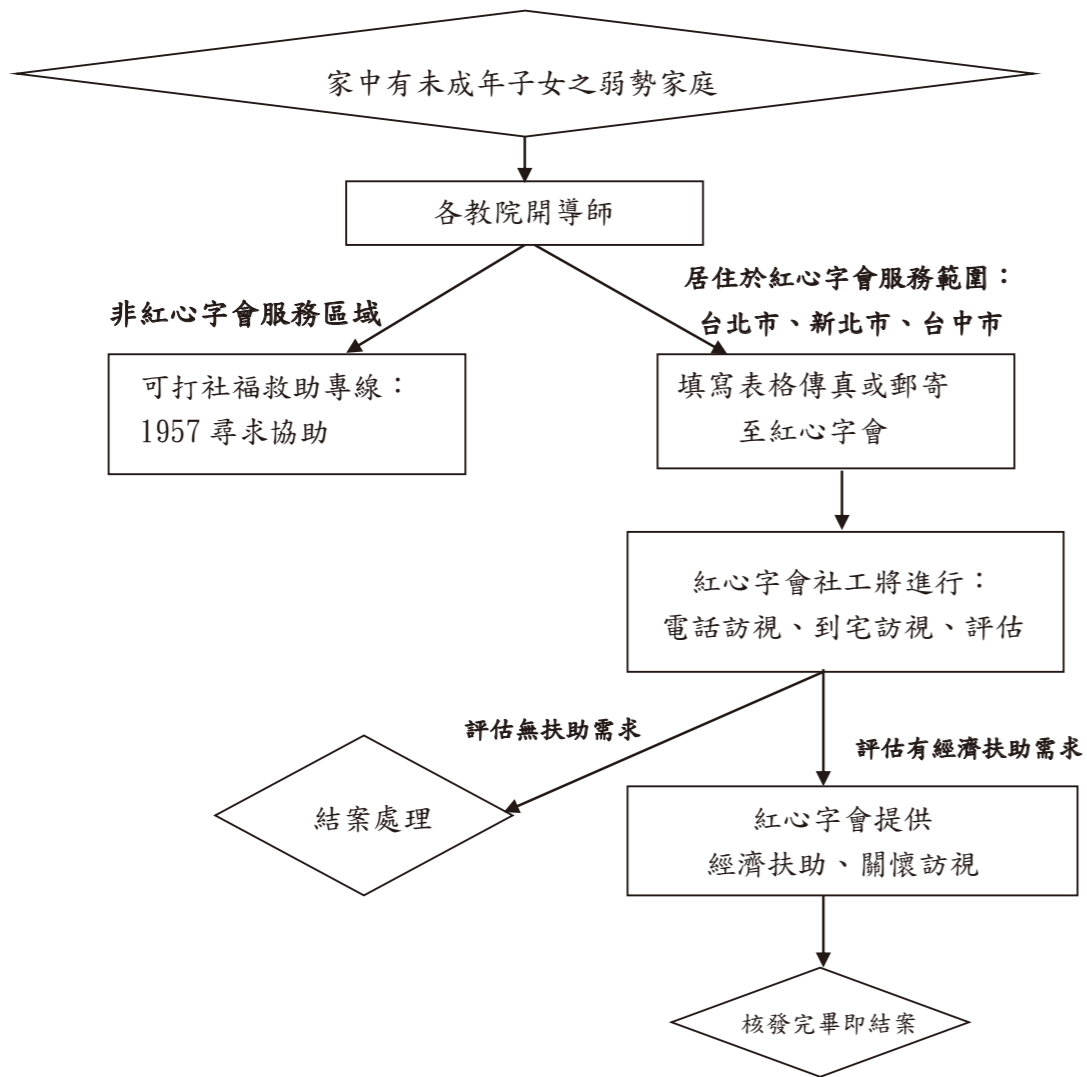 家中有未成年子女之弱勢家庭
各教院開導師
非紅心字會服務區域
居住於紅心字會服務範圍：
台北市、新北市、台中市
可打社福救助專線：
1957 尋求協助
填寫表格傳真或郵寄
至紅心字會
紅心字會社工將進行：
電話訪視、到宅訪視、評估
評估無扶助需求
評估有經濟扶助需求
結案處理
紅心字會提供
經濟扶助、關懷訪視
核發完畢即結案